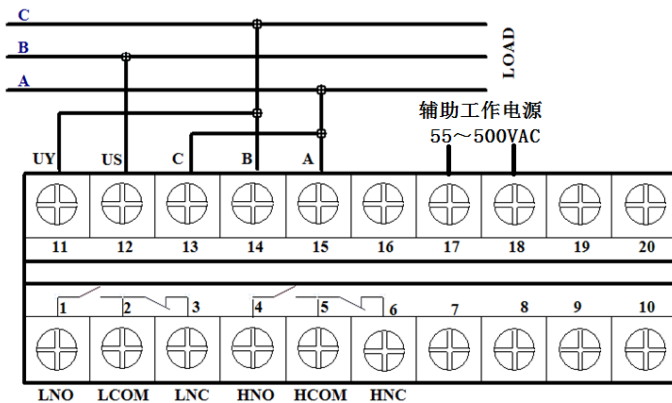 C
B
A
LOAD
辅助工作电源
55～500VAC
UY US C B A
11 12 13 14 15 16 17 18 19 20
1 2 3 4 5 6 7 8 9 10
LNO LCOM LNC HNO HCOM HNC